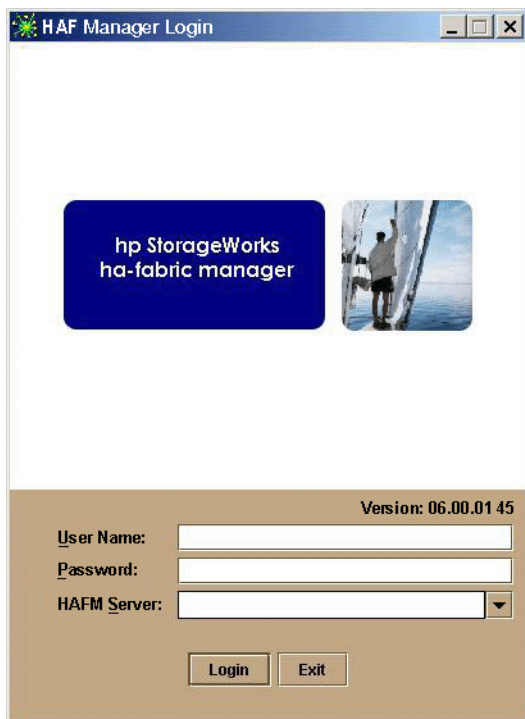 HAF Manager Login
hp StorageWorks
ha-fabric manager
Version: 06.00.01 45
User Name:
Password:
HAFM Server:
Login Exit